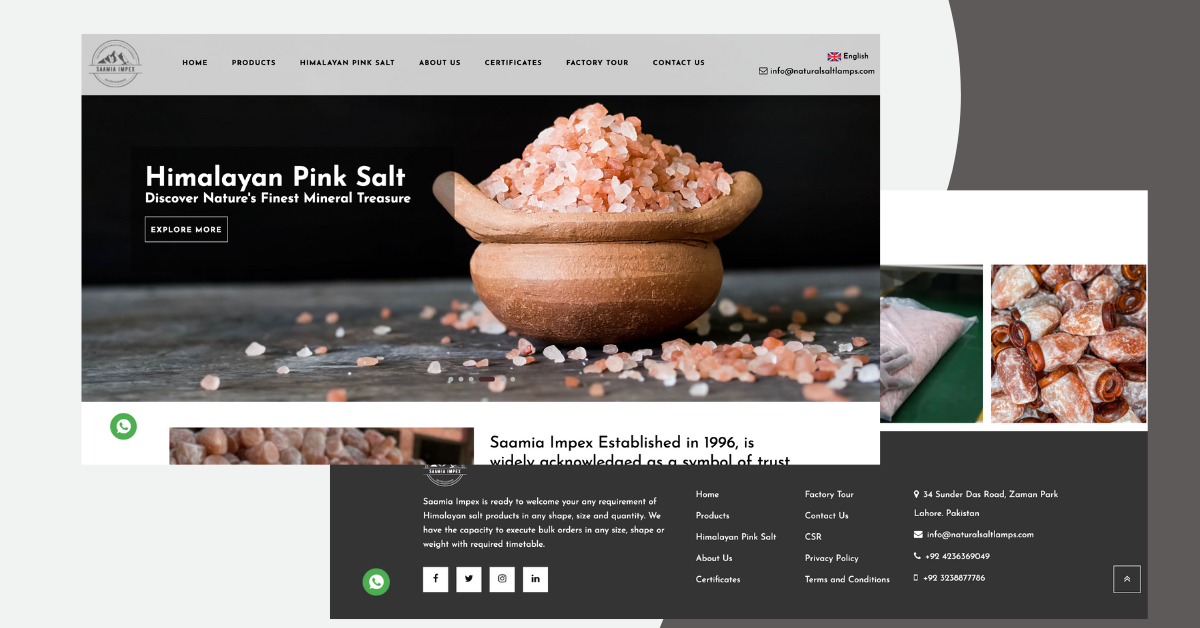 SAAMIA IMPEX
HOME
PRODUCTS
HIMALAYAN PINK SALT
ABOUT US
CERTIFICATES
FACTORY TOUR
CONTACT US
English
info@naturalsaltlamps.com
Himalayan Pink Salt
Discover Nature's Finest Mineral Treasure
EXPLORE MORE
Saamia Impex Established in 1996, is
widely acknowledged as a symbol of trust
SAAMIA IMPEX
Saamia Impex is ready to welcome your any requirement of
Himalayan salt products in any shape, size and quantity. We
have the capacity to execute bulk orders in any size, shape or
weight with required timetable.
Home
Products
Himalayan Pink Salt
About Us
Certificates
Factory Tour
Contact Us
CSR
Privacy Policy
Terms and Conditions
34 Sunder Das Road, Zaman Park
Lahore. Pakistan
info@naturalsaltlamps.com
+92 4236369049
+92 3238877786